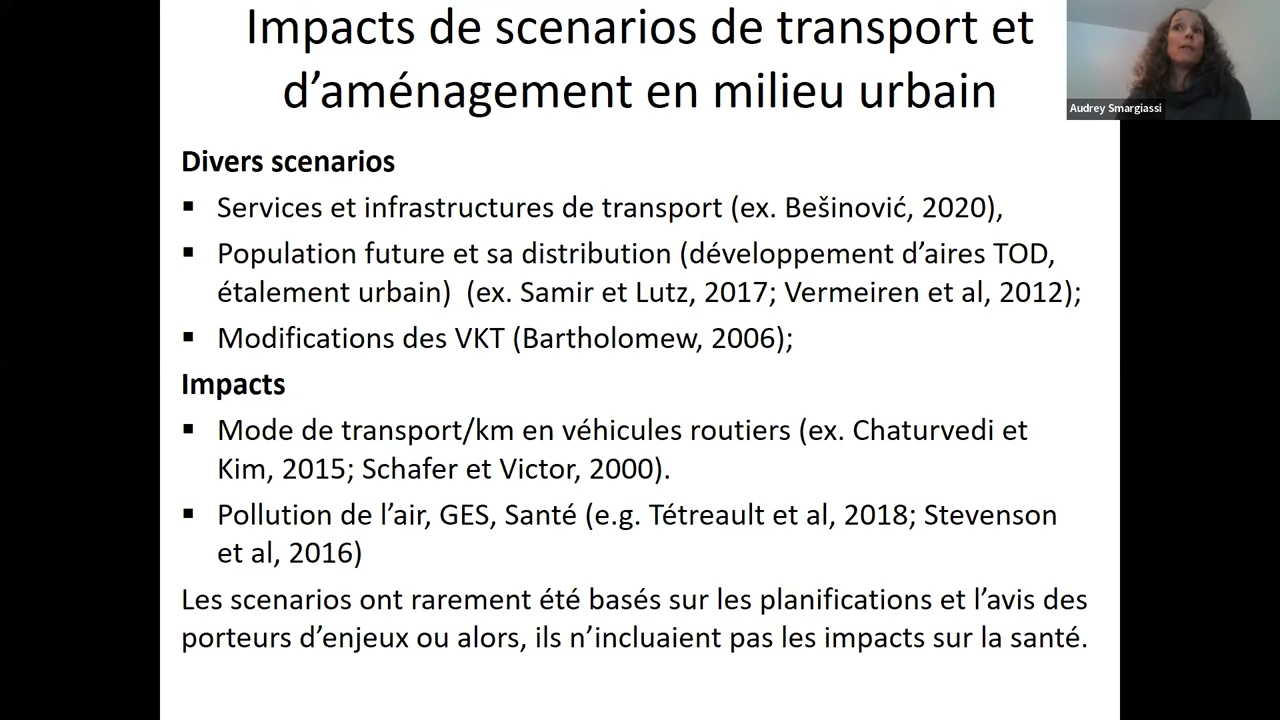 Impacts de scenarios de transport et
d’aménagement en milieu urbain
Audrey Smargiassi
Divers scenarios
▪ Services et infrastructures de transport (ex. Bešinović, 2020),
▪ Population future et sa distribution (développement d’aires TOD,
étalement urbain)  (ex. Samir et Lutz, 2017; Vermeiren et al, 2012);
▪ Modifications des VKT (Bartholomew, 2006);
Impacts
▪ Mode de transport/km en véhicules routiers (ex. Chaturvedi et
Kim, 2015; Schafer et Victor, 2000).
▪ Pollution de l’air, GES, Santé (e.g. Tétreault et al, 2018; Stevenson
et al, 2016)
Les scenarios ont rarement été basés sur les planifications et l’avis des
porteurs d’enjeux ou alors, ils n’incluaient pas les impacts sur la santé.